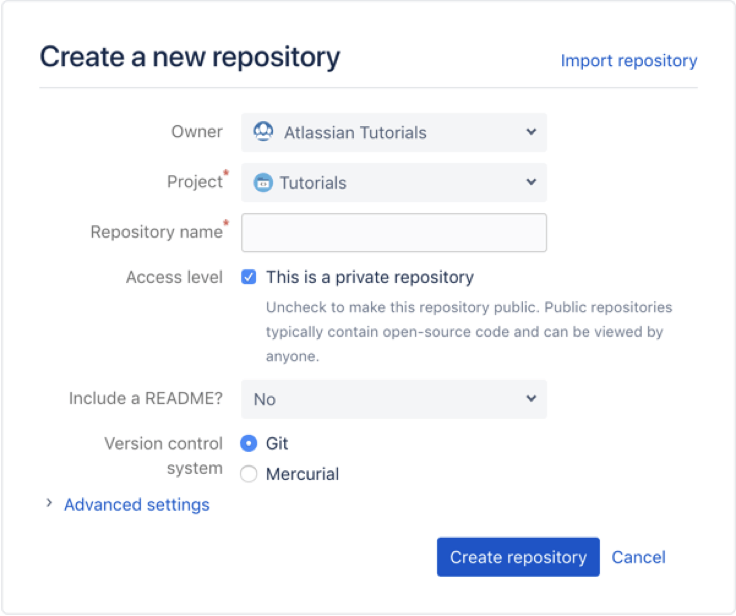 Create a new repository
Import repository
Owner
Atlassian Tutorials
Project*
Tutorials
Repository name*
Access level
This is a private repository
Uncheck to make this repository public. Public repositories
typically contain open-source code and can be viewed by
anyone.
Include a README?
No
Version control
system
Git
Mercurial
Advanced settings
Create repository
Cancel